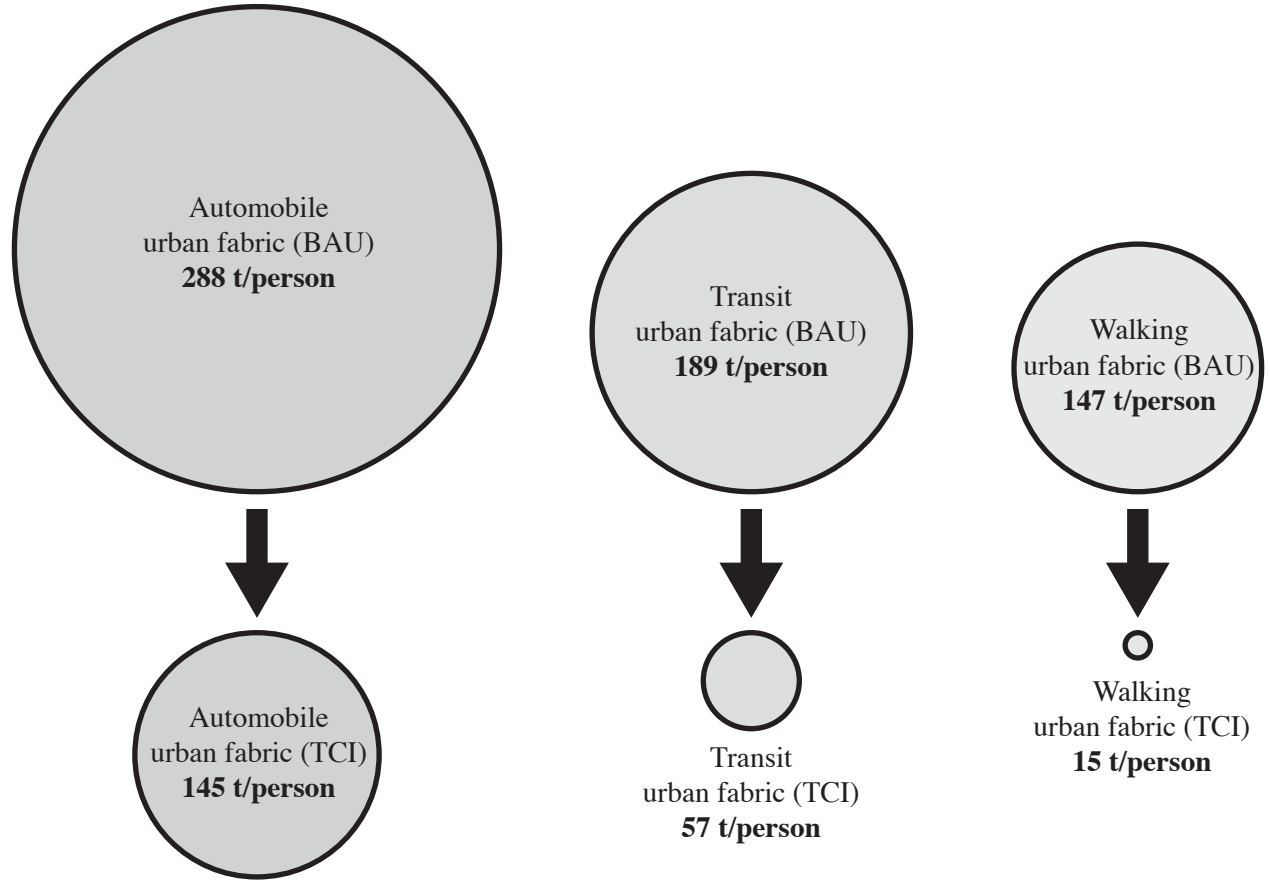 Automobile
urban fabric (BAU)
288 t/person
Transit
urban fabric (BAU)
189 t/person
Walking
urban fabric (BAU)
147 t/person
Automobile
urban fabric (TCI)
145 t/person
Transit
urban fabric (TCI)
57 t/person
Walking
urban fabric (TCI)
15 t/person